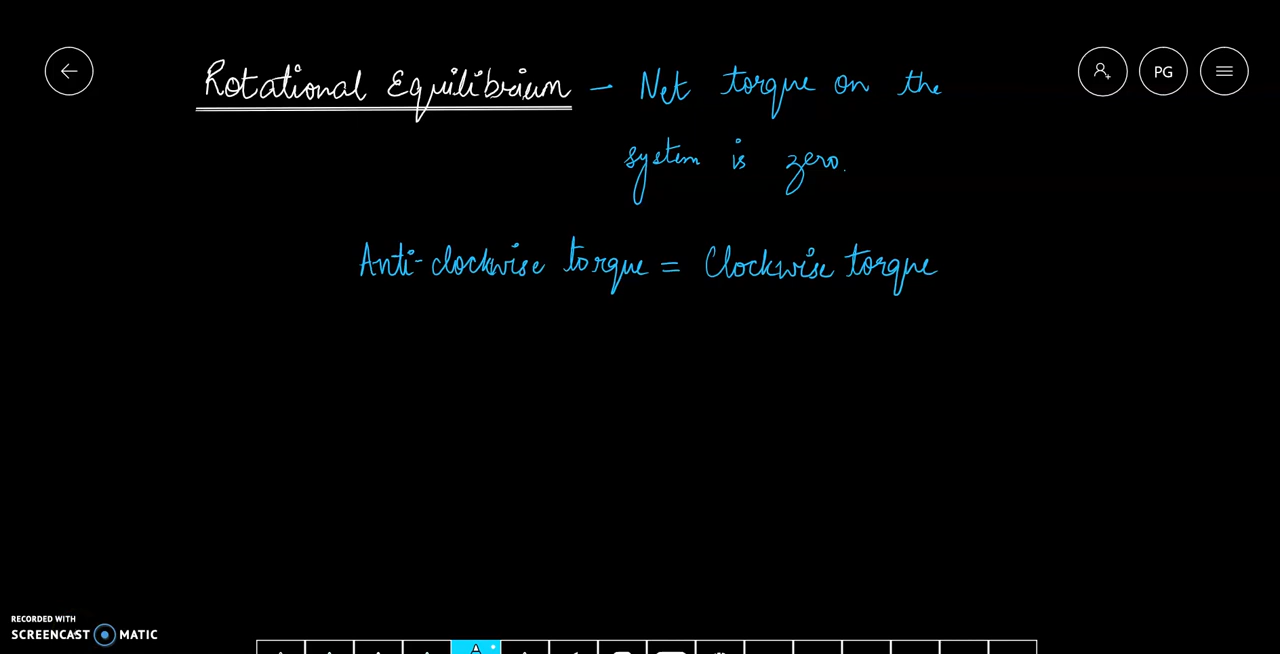 Rotational Equilibrium – Net torque on the
system is zero.
Anti-clockwise torque = Clockwise torque
PG
RECORDED WITH
SCREENCAST MATIC